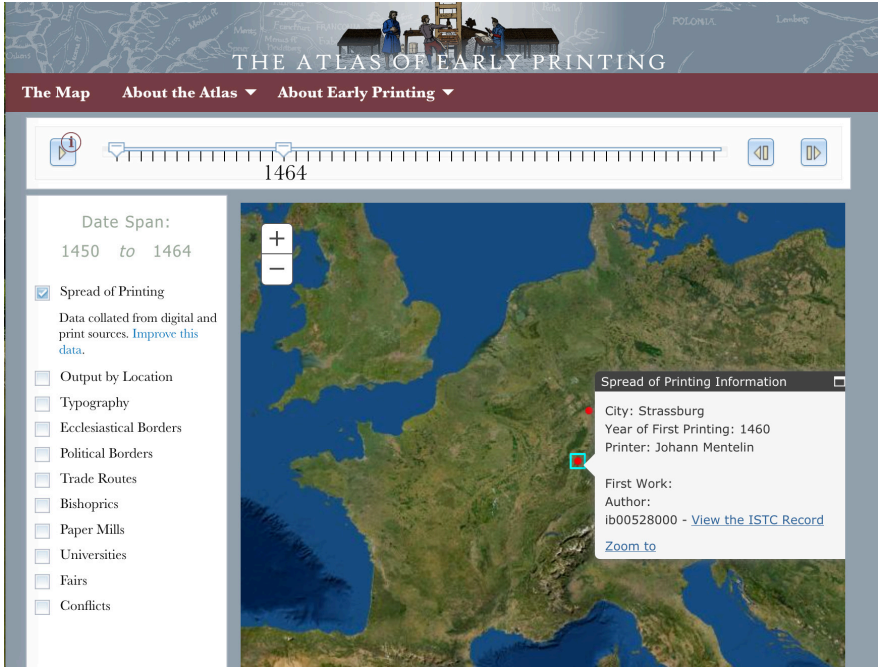 POLONIA
Lemberg
THE ATLAS OF EARLY PRINTING
The Map
About the Atlas
About Early Printing
i
1464
Date Span:
1450 to 1464
Spread of Printing
Data collated from digital and
print sources. Improve this
data.
Output by Location
Typography
Ecclesiastical Borders
Political Borders
Trade Routes
Bishoprics
Paper Mills
Universities
Fairs
Conflicts
+
−
Spread of Printing Information
City: Strassburg
Year of First Printing: 1460
Printer: Johann Mentelin
First Work:
Author:
ib00528000 - View the ISTC Record
Zoom to